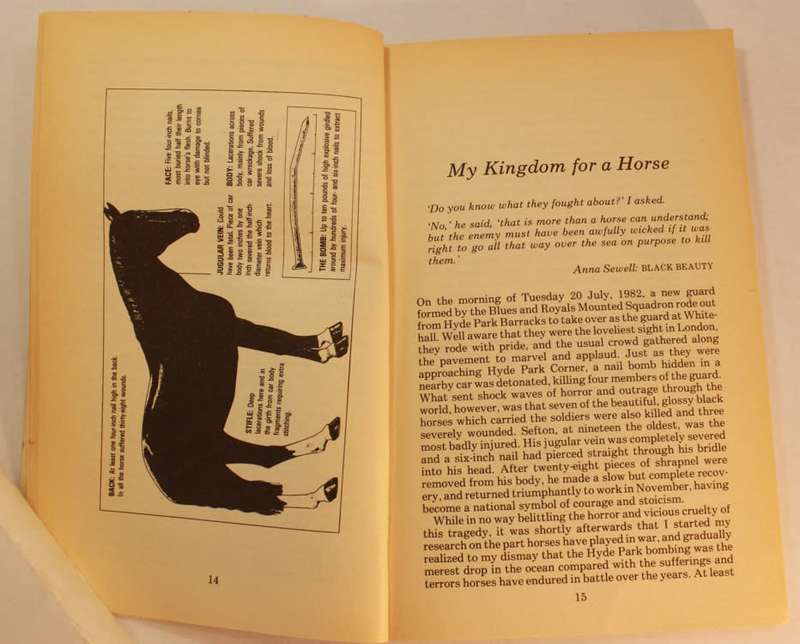 FACE: Five four-inch nails,
most buried half their length
into horse's flesh. Burns to
eye with damage to cornea
but not blinded.
BODY: Lacerations across
body, mainly from pieces of
car wreckage. Suffered
severe shock from wounds
and loss of blood.
JUGULAR VEIN: Could
have been fatal. Piece of car
body two inches by one
inch severed the half inch-
diameter vein which
returns blood to the heart.
THE BOMB: Up to ten pounds of high explosive girdled
around by hundreds of four- and six-inch nails to extract
maximum injury.
BACK: At least one four-inch nail high in the back
In all the horse suffered thirty-eight wounds.
STIFLE: Deep
lacerations here and in
the girth from car body
fragments requiring extra
stitching.
14
My Kingdom for a Horse
'Do you know what they fought about?' I asked.
'No,' he said, 'that is more than a horse can understand;
but the enemy must have been awfully wicked if it was
right to go all that way over the sea on purpose to kill
them.'
Anna Sewell: BLACK BEAUTY
On the morning of Tuesday 20 July, 1982, a new guard
formed by the Blues and Royals Mounted Squadron rode out
from Hyde Park Barracks to take over as the guard at White-
hall. Well aware that they were the loveliest sight in London,
they rode with pride, and the usual crowd gathered along
the pavement to marvel and applaud. Just as they were
approaching Hyde Park Corner, a nail bomb hidden in a
nearby car was detonated, killing four members of the guard.
What sent shock waves of horror and outrage through the
world, however, was that seven of the beautiful, glossy black
horses which carried the soldiers were also killed and three
severely wounded. Sefton, at nineteen the oldest, was the
most badly injured. His jugular vein was completely severed
and a six-inch nail had pierced straight through his bridle
into his head. After twenty-eight pieces of shrapnel were
removed from his body, he made a slow but complete recov-
ery, and returned triumphantly to work in November, having
become a national symbol of courage and stoicism.
While in no way belittling the horror and vicious cruelty of
this tragedy, it was shortly afterwards that I started my
research on the part horses have played in war, and gradually
realized to my dismay that the Hyde Park bombing was the
merest drop in the ocean compared with the sufferings and
terrors horses have endured in battle over the years. At least
15